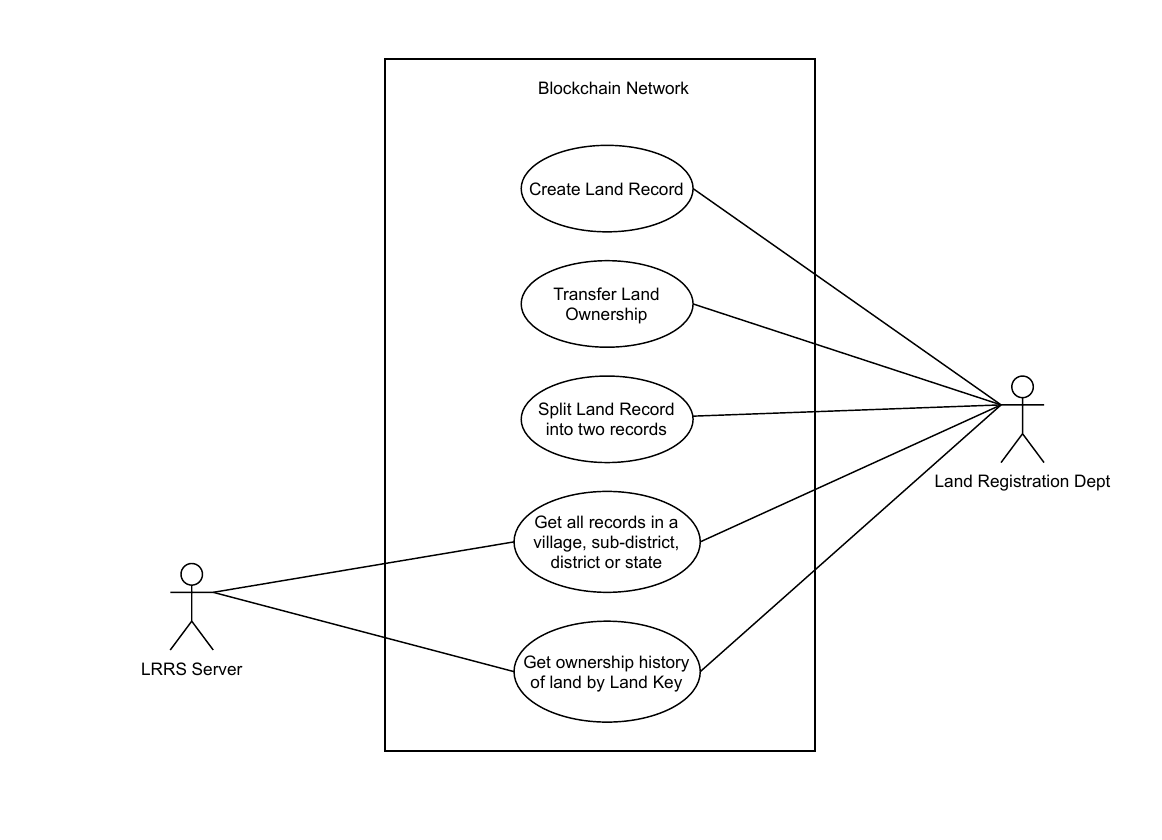 Blockchain Network
Create Land Record
Transfer Land
Ownership
Split Land Record
into two records
Land Registration Dept
Get all records in a
village, sub-district,
district or state
LRRS Server
Get ownership history
of land by Land Key